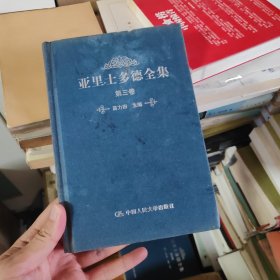 亚里士多德全集
第三卷
苗力田 主编
中国人民大学出版社